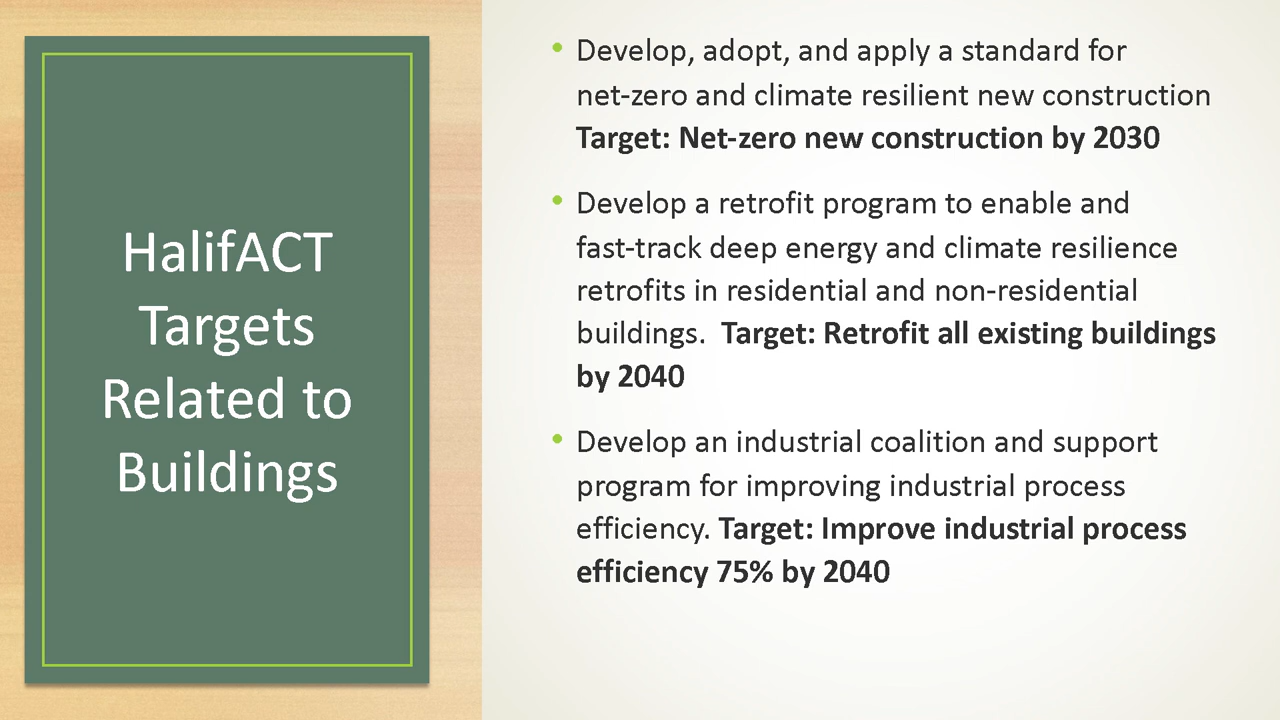 HalifACT
Targets
Related to
Buildings
• Develop, adopt, and apply a standard for
net-zero and climate resilient new construction
Target: Net-zero new construction by 2030
• Develop a retrofit program to enable and
fast-track deep energy and climate resilience
retrofits in residential and non-residential
buildings.  Target: Retrofit all existing buildings
by 2040
• Develop an industrial coalition and support
program for improving industrial process
efficiency. Target: Improve industrial process
efficiency 75% by 2040